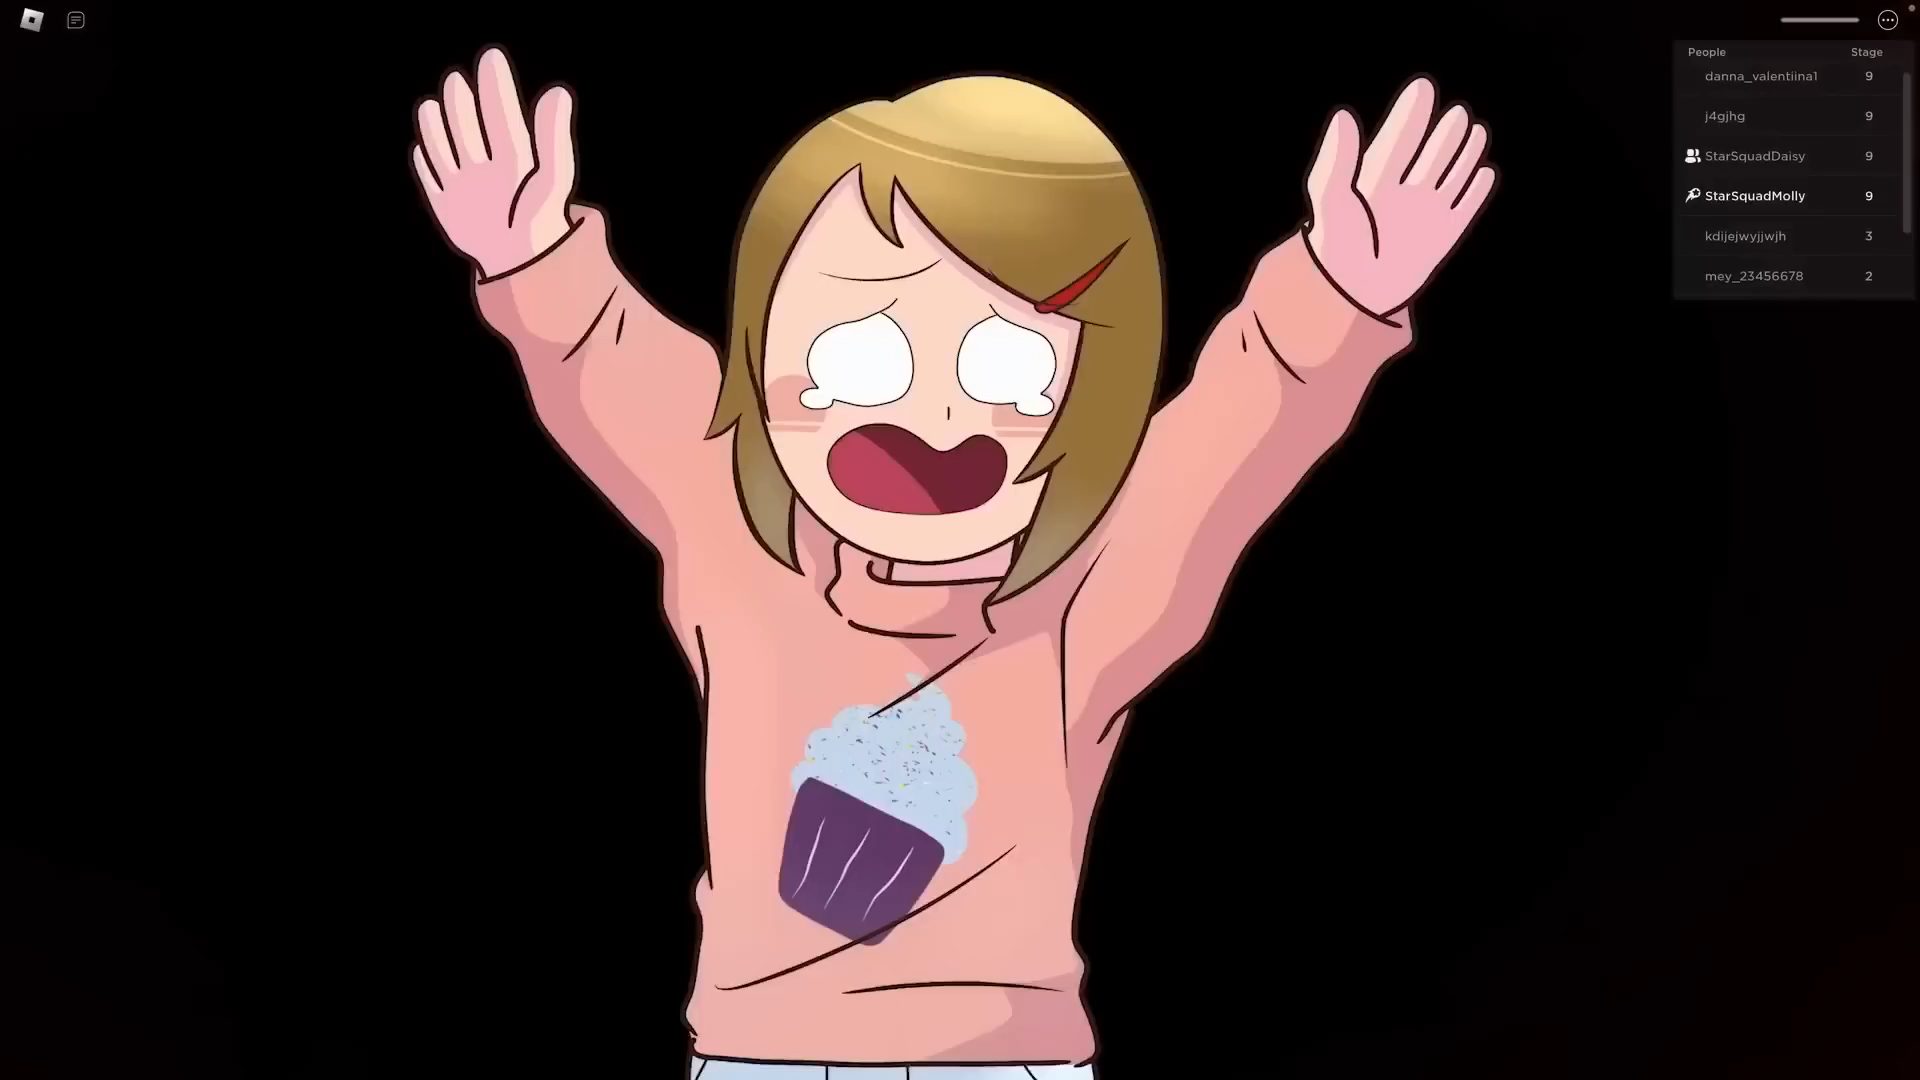 People Stage
danna_valentiina1 9
j4gjhg 9
StarSquadDaisy 9
StarSquadMolly 9
kdijejwyjjwjh 3
mey_23456678 2